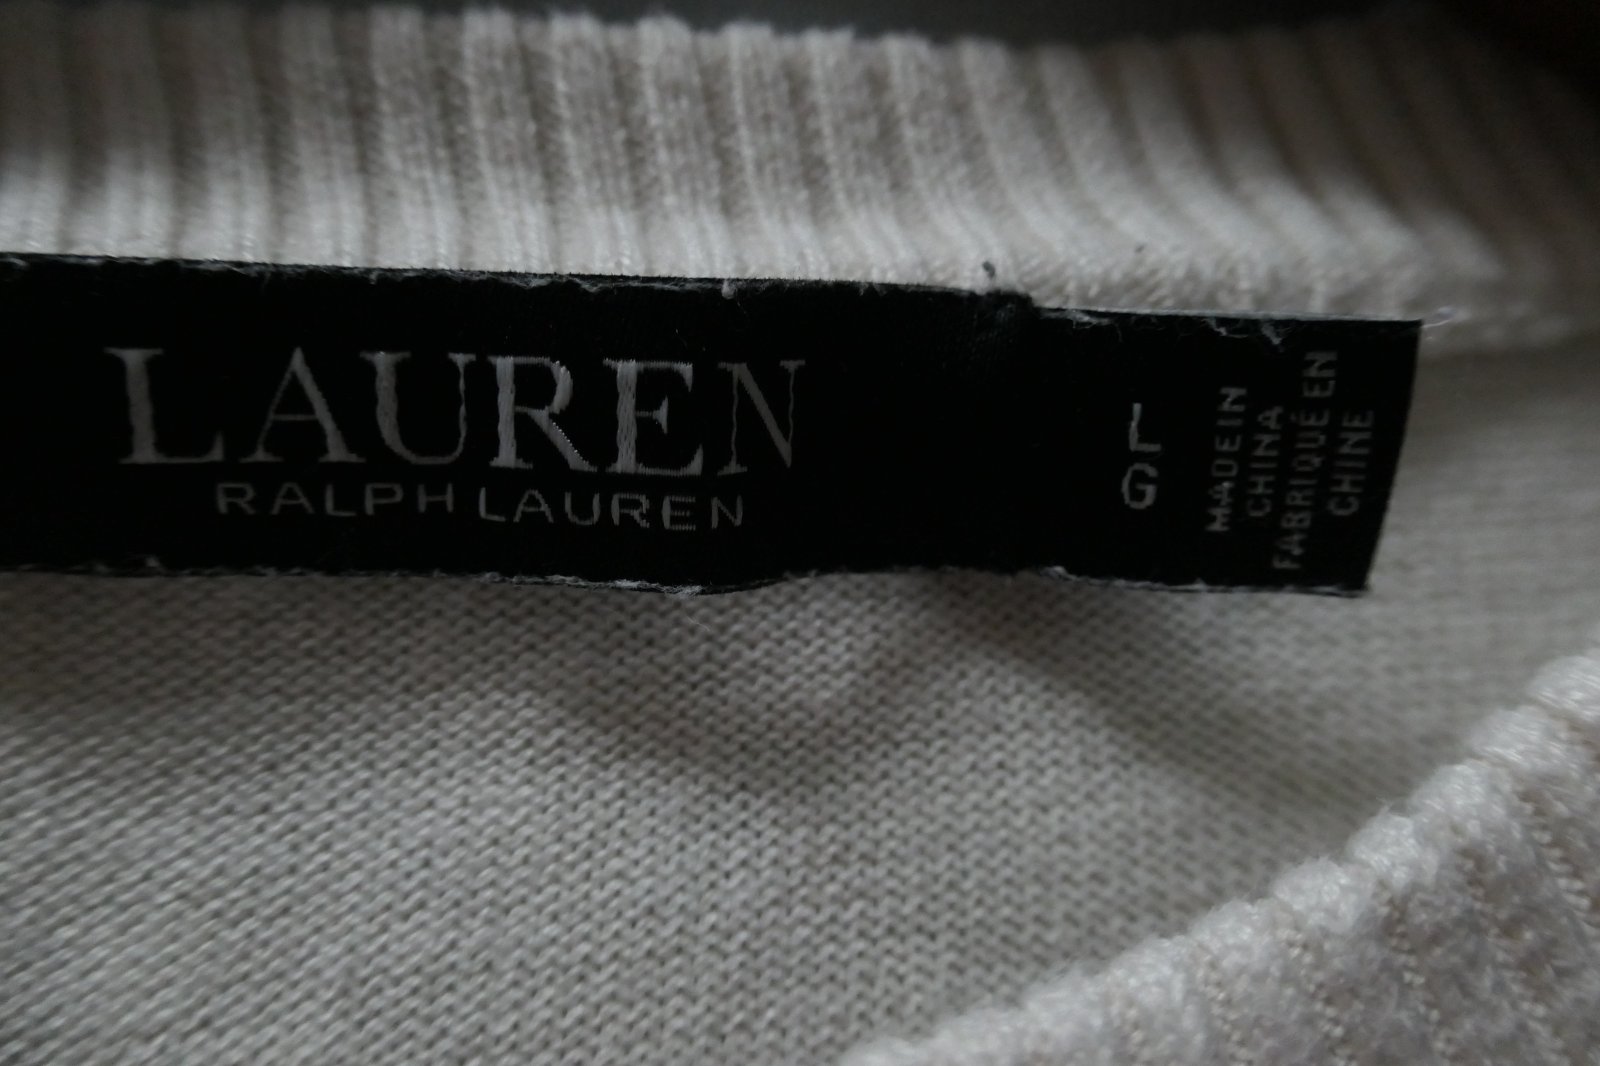 LAUREN
RALPH LAUREN
L
G
MADE IN
CHINA
FABRIQUÉ EN
CHINE